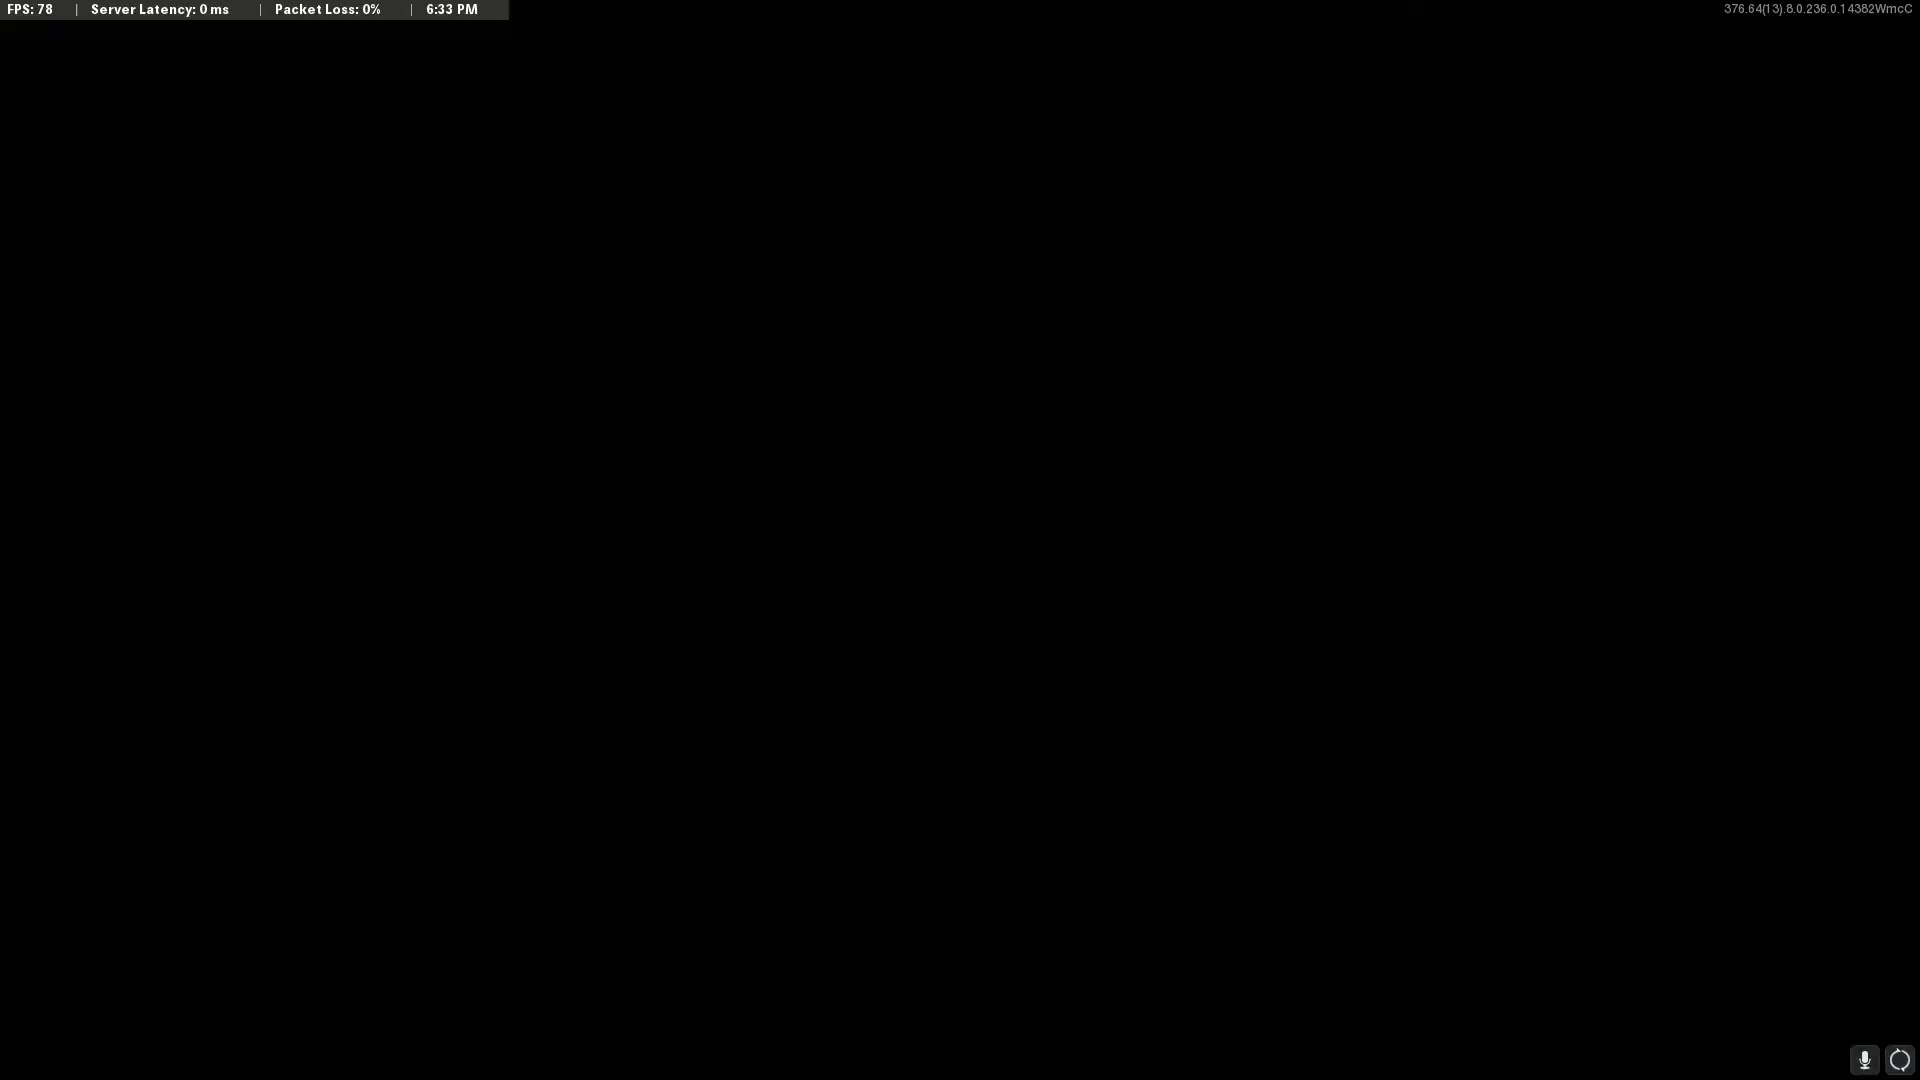 FPS: 78 | Server Latency: 0 ms | Packet Loss: 0% | 6:33 PM
376.64(13).8.0.236.0.14382WmcC